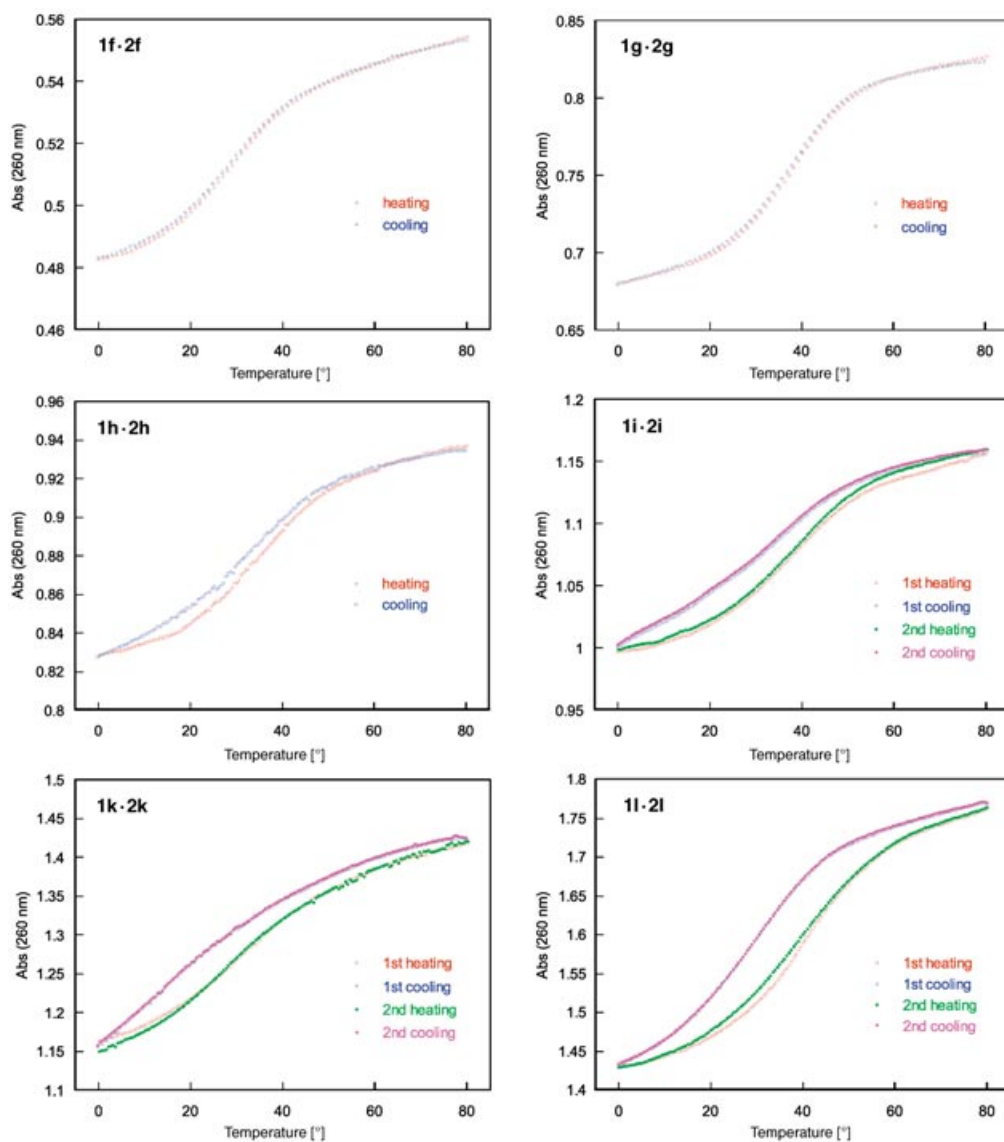 1f·2f
Abs (260 nm)
0.56
0.54
0.52
0.5
0.48
0.46
heating
cooling
0 20 40 60 80
Temperature [°]
1g·2g
Abs (260 nm)
0.85
0.8
0.75
0.7
0.65
heating
cooling
0 20 40 60 80
Temperature [°]
1h·2h
Abs (260 nm)
0.96
0.94
0.92
0.9
0.88
0.86
0.84
0.82
0.8
heating
cooling
0 20 40 60 80
Temperature [°]
1i·2i
Abs (260 nm)
1.2
1.15
1.1
1.05
1
0.95
1st heating
1st cooling
2nd heating
2nd cooling
0 20 40 60 80
Temperature [°]
1k·2k
Abs (260 nm)
1.5
1.45
1.4
1.35
1.3
1.25
1.2
1.15
1.1
1st heating
1st cooling
2nd heating
2nd cooling
0 20 40 60 80
Temperature [°]
1l·2l
Abs (260 nm)
1.8
1.75
1.7
1.65
1.6
1.55
1.5
1.45
1.4
1st heating
1st cooling
2nd heating
2nd cooling
0 20 40 60 80
Temperature [°]